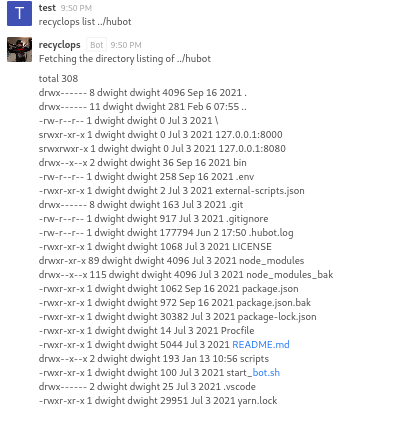 T
test 9:50 PM
recyclops list ../hubot
recyclops Bot 9:50 PM
Fetching the directory listing of ../hubot
total 308
drwx------ 8 dwight dwight 4096 Sep 16 2021 .
drwx------ 11 dwight dwight 281 Feb 6 07:55 ..
-rw-r--r-- 1 dwight dwight 0 Jul 3 2021 \
srwxr-xr-x 1 dwight dwight 0 Jul 3 2021 127.0.0.1:8000
srwxrwxr-x 1 dwight dwight 0 Jul 3 2021 127.0.0.1:8080
drwx--x--x 2 dwight dwight 36 Sep 16 2021 bin
-rw-r--r-- 1 dwight dwight 258 Sep 16 2021 .env
-rwxr-xr-x 1 dwight dwight 2 Jul 3 2021 external-scripts.json
drwx------ 8 dwight dwight 163 Jul 3 2021 .git
-rw-r--r-- 1 dwight dwight 917 Jul 3 2021 .gitignore
-rw-r--r-- 1 dwight dwight 177794 Jun 2 17:50 .hubot.log
-rwxr-xr-x 1 dwight dwight 1068 Jul 3 2021 LICENSE
drwxr-xr-x 89 dwight dwight 4096 Jul 3 2021 node_modules
drwx--x--x 115 dwight dwight 4096 Jul 3 2021 node_modules_bak
-rwxr-xr-x 1 dwight dwight 1062 Sep 16 2021 package.json
-rwxr-xr-x 1 dwight dwight 972 Sep 16 2021 package.json.bak
-rwxr-xr-x 1 dwight dwight 30382 Jul 3 2021 package-lock.json
-rwxr-xr-x 1 dwight dwight 14 Jul 3 2021 Procfile
-rwxr-xr-x 1 dwight dwight 5044 Jul 3 2021 README.md
drwx--x--x 2 dwight dwight 193 Jan 13 10:56 scripts
-rwxr-xr-x 1 dwight dwight 100 Jul 3 2021 start_bot.sh
drwx------ 2 dwight dwight 25 Jul 3 2021 .vscode
-rwxr-xr-x 1 dwight dwight 29951 Jul 3 2021 yarn.lock